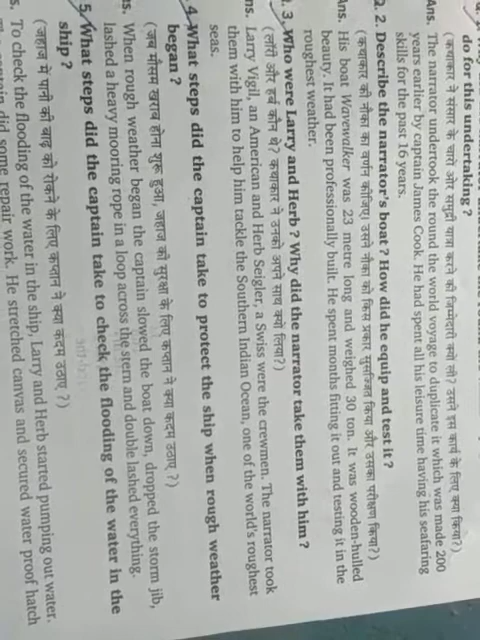 do for this undertaking ?
(कथाकार ने संसार के चारों ओर समुद्री यात्रा करने की जिम्मेदारी क्यों ली? उसने इस कार्य के लिए क्या किया?)
Ans. The narrator undertook the round the world voyage to duplicate it which was made 200
years earlier by captain James Cook. He had spent all his leisure time having his seafaring
skills for the past 16 years.
Q. 2. Describe the narrator's boat ? How did he equip and test it ?
(कथाकार की नौका का वर्णन कीजिए। उसने नौका को किस प्रकार सुसज्जित किया और उसका परीक्षण किया?)
Ans. His boat Wavewalker was 23 metre long and weighed 30 ton. It was wooden-hulled
beauty. It had been professionally built. He spent months fitting it out and testing it in the
roughest weather.
3. Who were Larry and Herb ? Why did the narrator take them with him ?
(लॉरी और हर्ब कौन थे? कथाकार ने उनको अपने साथ क्यों लिया?)
ns. Larry Vigil, an American and Herb Seigler, a Swiss were the crewmen. The narrator took
them with him to help him tackle the Southern Indian Ocean, one of the world's roughest
seas.
4. What steps did the captain take to protect the ship when rough weather
began ?
(जब मौसम खराब होना शुरू हुआ, जहाज की सुरक्षा के लिए कप्तान ने क्या कदम उठाए ?)
ns. When rough weather began the captain slowed the boat down, dropped the storm jib,
lashed a heavy mooring rope in a loop across the stern and double lashed everything.
5. What steps did the captain take to check the flooding of the water in the
ship ?
(जहाज में पानी की बाढ़ को रोकने के लिए कप्तान ने क्या कदम उठाए ?)
s. To check the flooding of the water in the ship, Larry and Herb started pumping out water.
captain did some repair work. He stretched canvas and secured water proof hatch